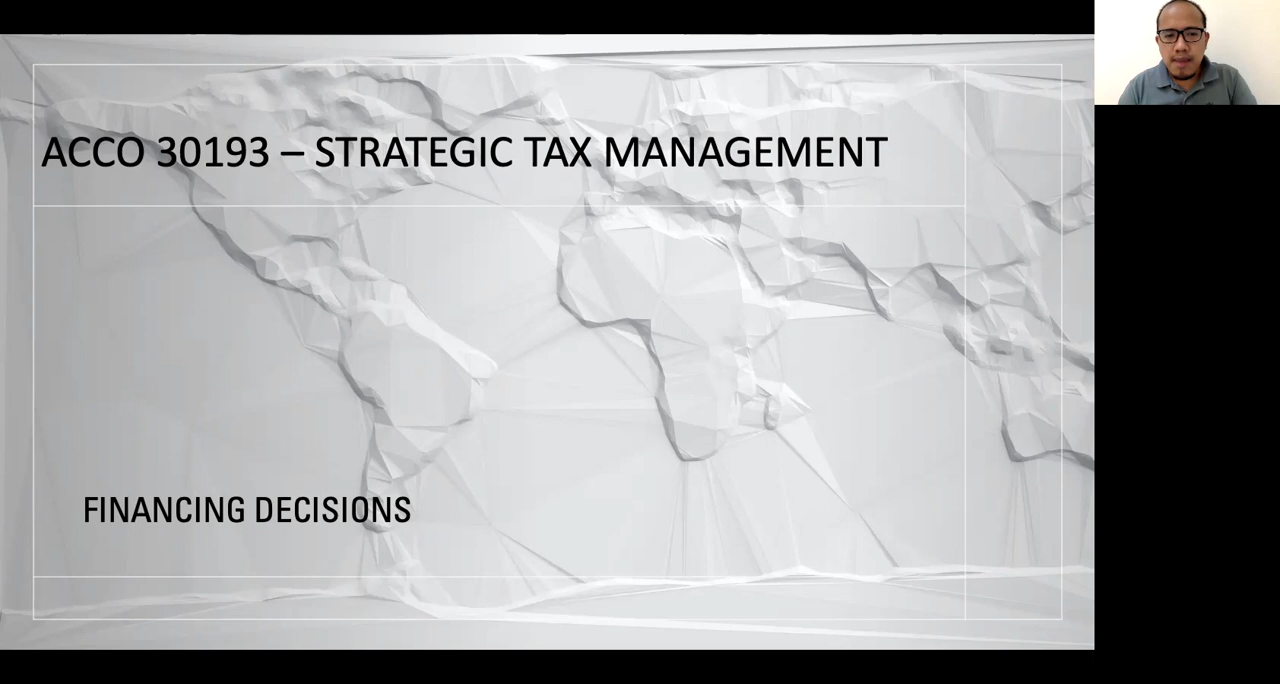 ACCO 30193 – STRATEGIC TAX MANAGEMENT
FINANCING DECISIONS